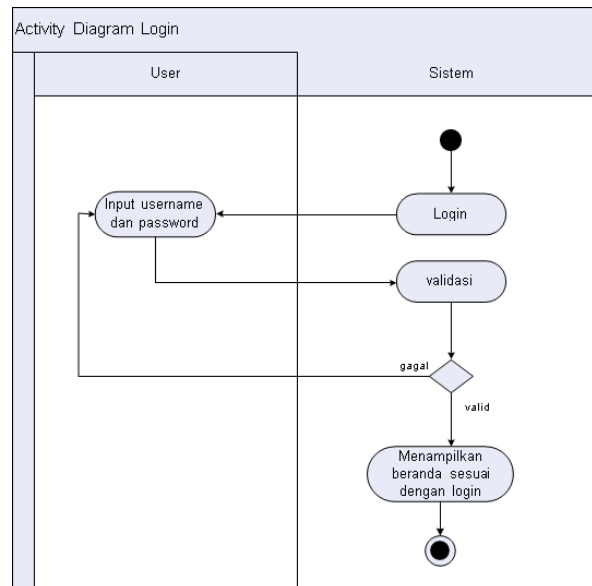 Activity Diagram Login
User
Sistem
Input username
dan password
Login
validasi
gagal
valid
Menampilkan
beranda sesuai
dengan login